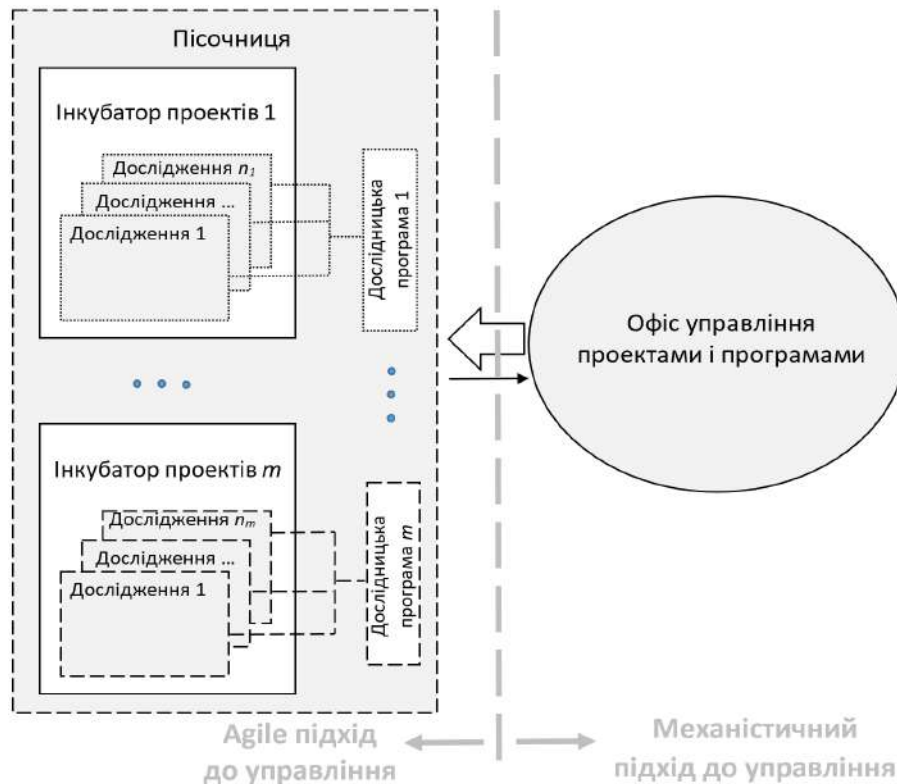 Пісочниця
Інкубатор проектів 1
Дослідження n1
Дослідження ...
Дослідження 1
Дослідницька
програма 1
Офіс управління
проектами і програмами
Інкубатор проектів m
Дослідження nm
Дослідження ...
Дослідження 1
Дослідницька
програма m
Agile підхід
до управління
Механістичний
підхід до управління